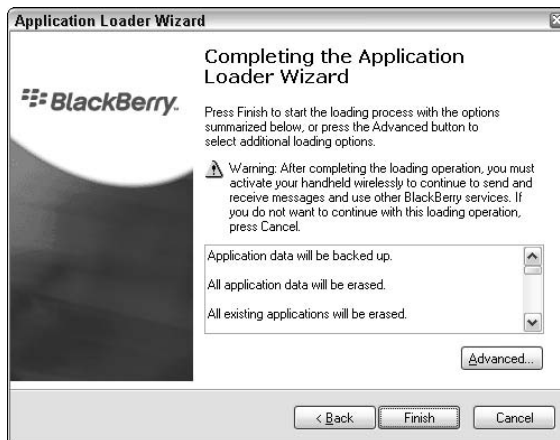 Application Loader Wizard
Completing the Application
Loader Wizard
BlackBerry.
Press Finish to start the loading process with the options
summarized below, or press the Advanced button to
select additional loading options.
Warning: After completing the loading operation, you must
activate your handheld wirelessly to continue to send and
receive messages and use other BlackBerry services. If
you do not want to continue with this loading operation,
press Cancel.
Application data will be backed up.
All application data will be erased.
All existing applications will be erased.
Advanced...
< Back
Finish
Cancel